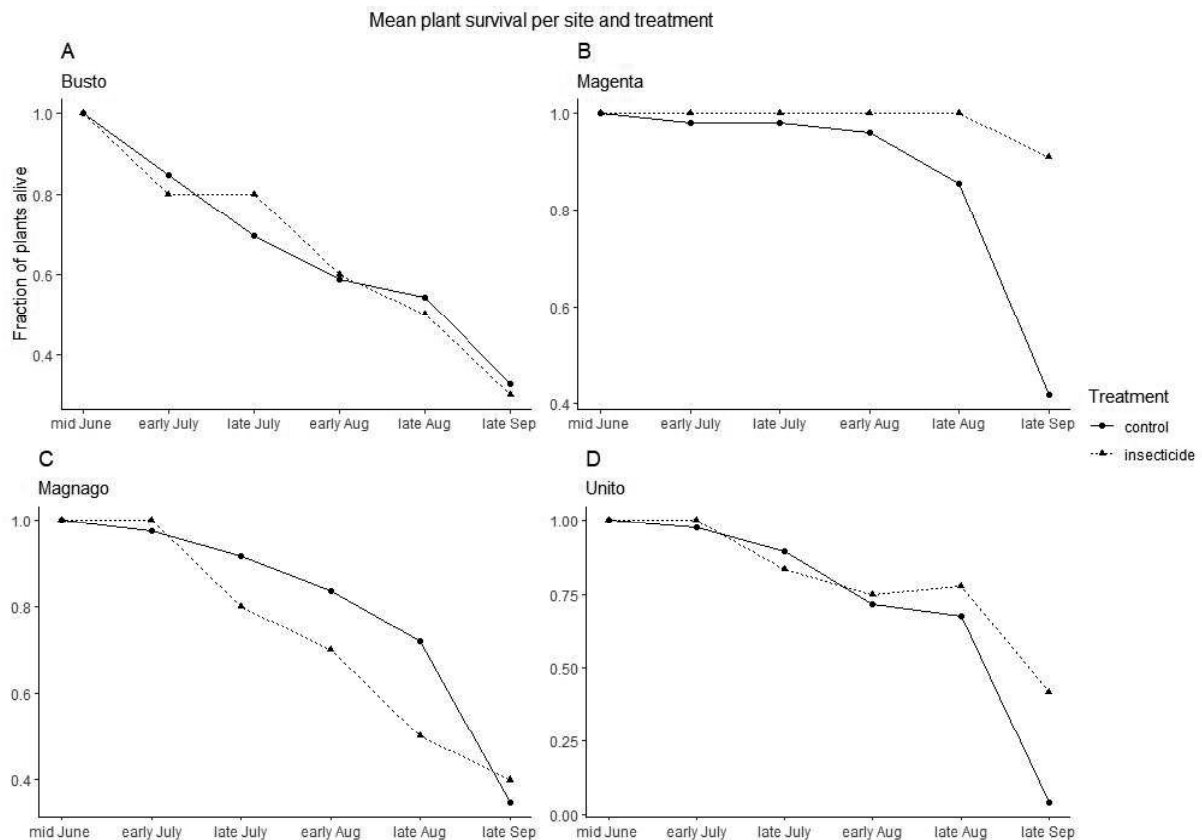 Mean plant survival per site and treatment
A
Busto
1.0
0.8
0.6
0.4
Fraction of plants alive
mid June early July late July early Aug late Aug late Sep
B
Magenta
1.0
0.8
0.6
0.4
mid June early July late July early Aug late Aug late Sep
Treatment
control
insecticide
C
Magnago
1.0
0.8
0.6
0.4
mid June early July late July early Aug late Aug late Sep
D
Unito
1.00
0.75
0.50
0.25
0.00
mid June early July late July early Aug late Aug late Sep